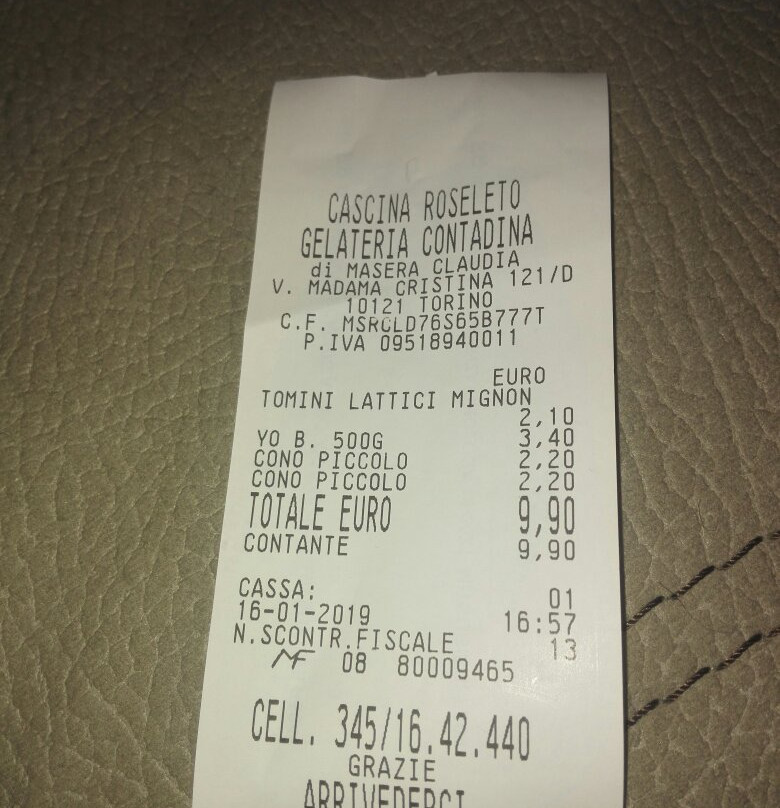 CASCINA ROSELETO
GELATERIA CONTADINA
di MASERA CLAUDIA
V. MADAMA CRISTINA 121/D
10121 TORINO
C.F. MSRCLD76S65B777T
P.IVA 09518940011
EURO
TOMINI LATTICI MIGNON
2,10
YO B. 500G 3,40
CONO PICCOLO 2,20
CONO PICCOLO 2,20
TOTALE EURO 9,90
CONTANTE 9,90
CASSA: 01
16-01-2019 16:57
N.SCONTR.FISCALE 13
MF 08 80009465
CELL. 345/16.42.440
GRAZIE
ARRIVEDERCI